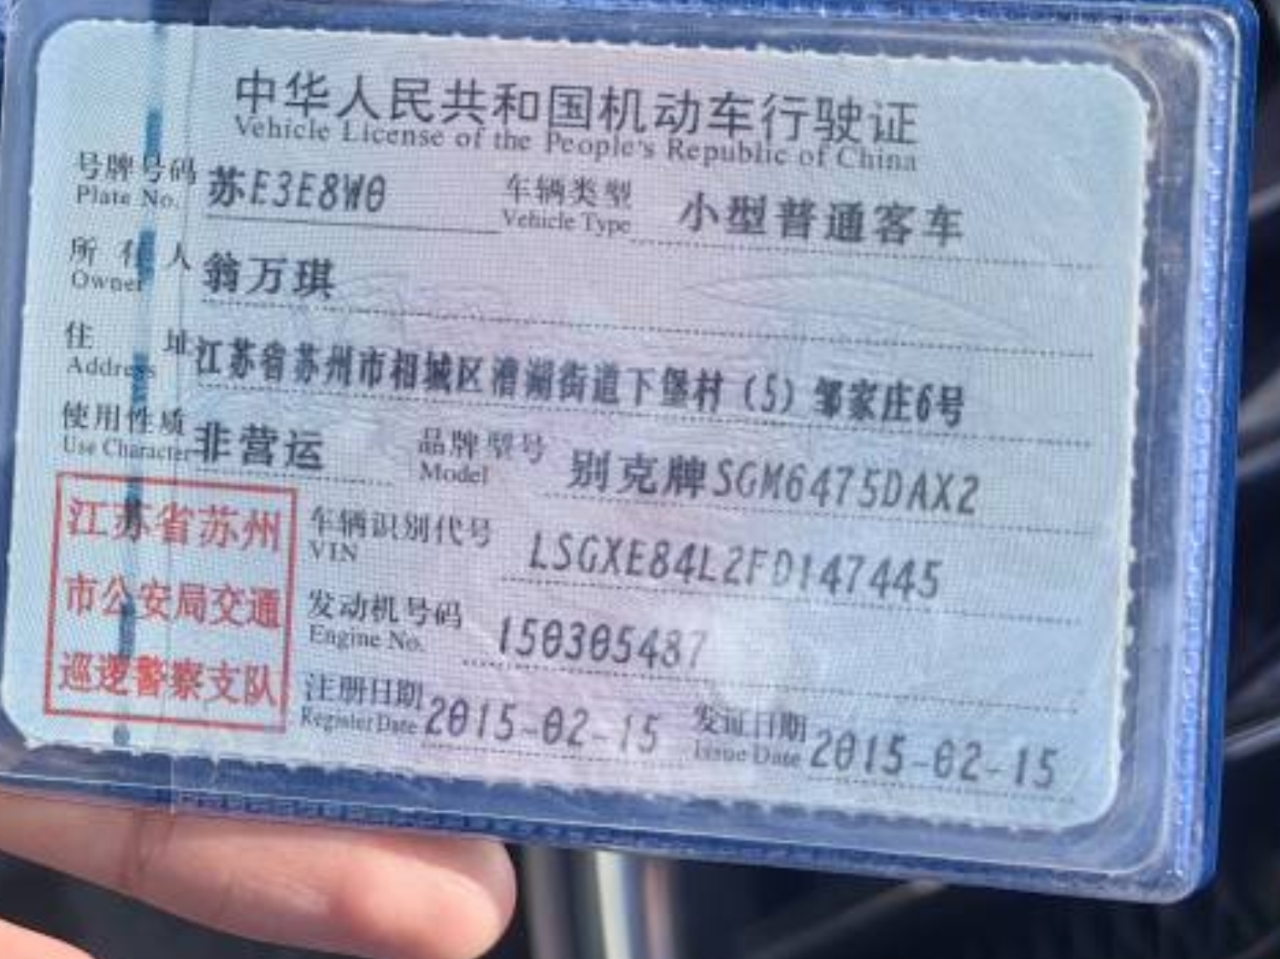 中华人民共和国机动车行驶证
Vehicle License of the People's Republic of China
号牌号码 苏E3E8W0 车辆类型 小型普通客车
Plate No. Vehicle Type
所有人 翁万琪
Owner
住址 江苏省苏州市相城区漕湖街道下堡村（5）邹家庄6号
Address
使用性质 非营运 品牌型号 别克牌SGM6475DAX2
Use Character Model
江苏省苏州
市公安局交通
巡逻警察支队
车辆识别代号 LSGXE84L2FD147445
VIN
发动机号码 150305487
Engine No.
注册日期 2015-02-15 发证日期 2015-02-15
Register Date Issue Date